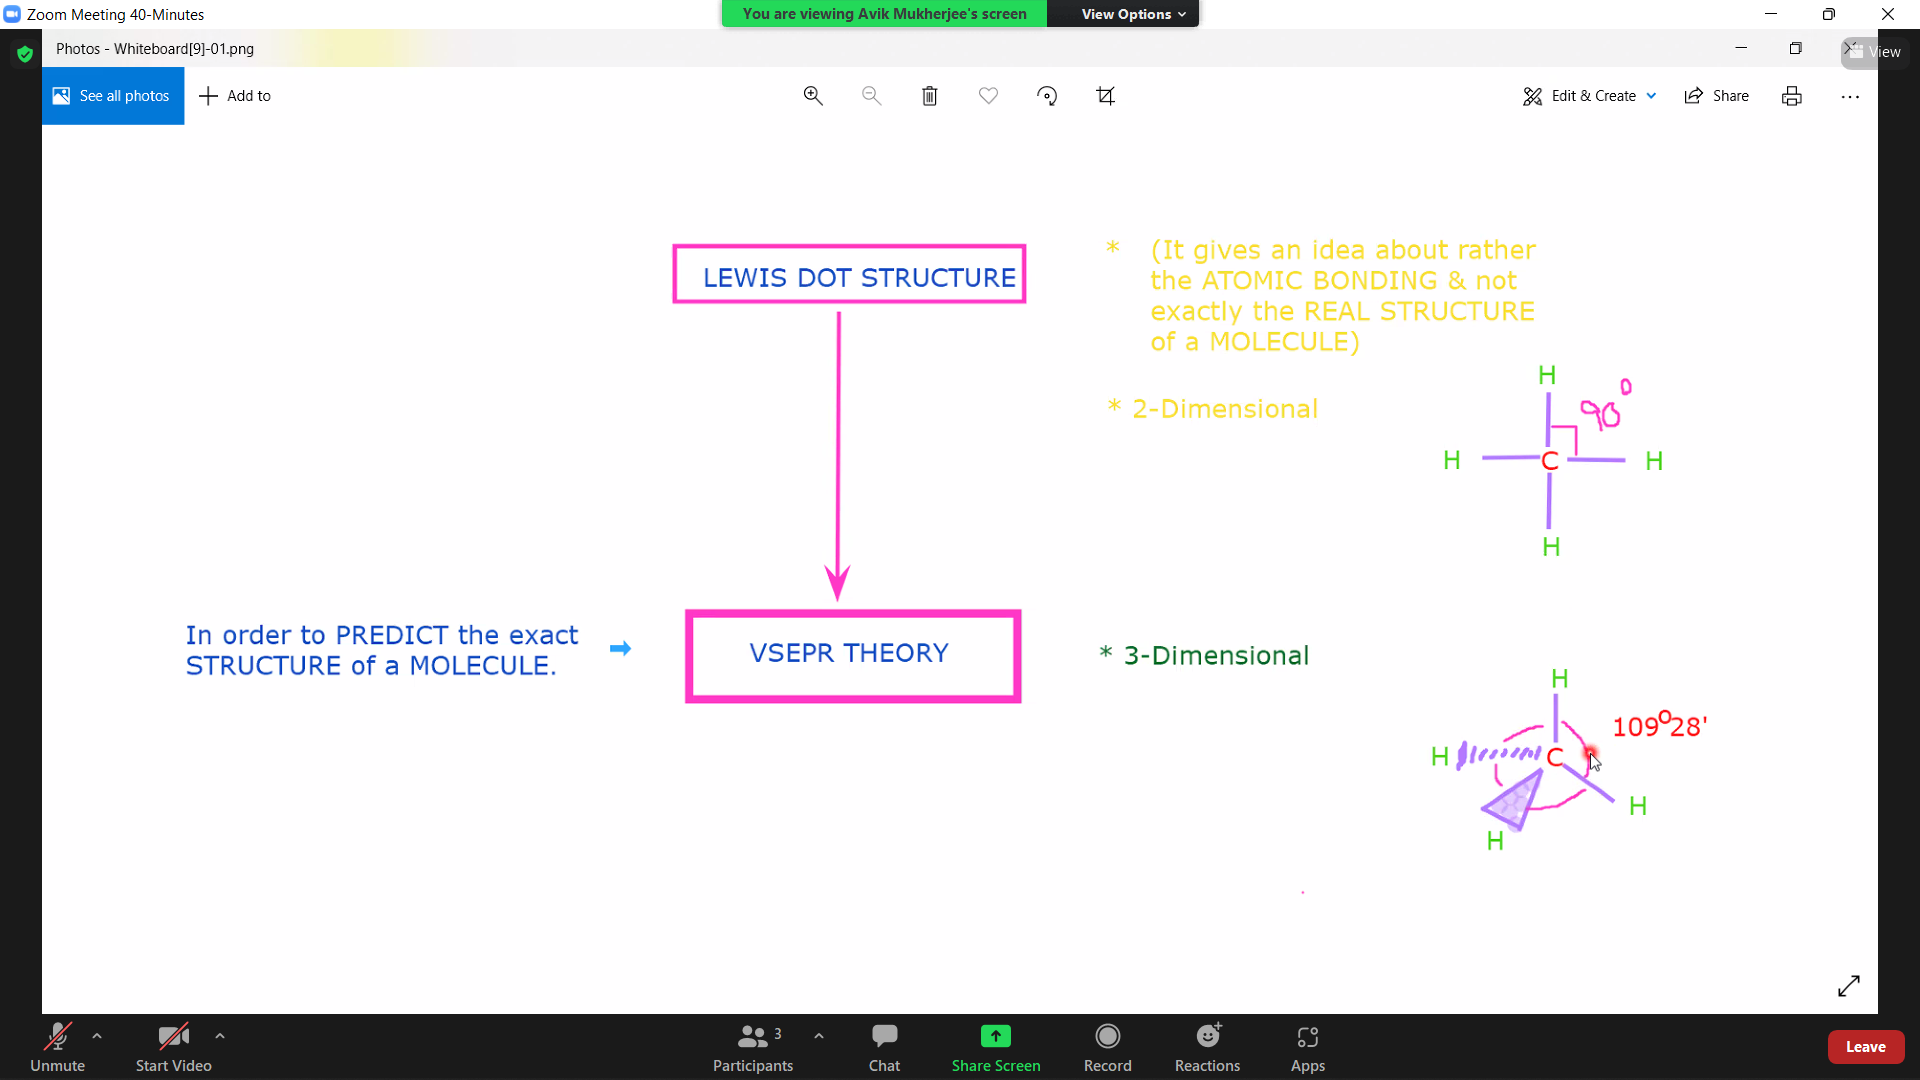 Zoom Meeting 40-Minutes
You are viewing Avik Mukherjee's screen
View Options
Photos - Whiteboard[9]-01.png
View
See all photos
Add to
Edit & Create
Share
LEWIS DOT STRUCTURE
* (It gives an idea about rather
the ATOMIC BONDING & not
exactly the REAL STRUCTURE
of a MOLECULE)
* 2-Dimensional
H
90°
H C H
H
In order to PREDICT the exact
STRUCTURE of a MOLECULE.
VSEPR THEORY
* 3-Dimensional
H
109°28'
H C
H
H
Unmute
Start Video
3
Participants
Chat
Share Screen
Record
Reactions
Apps
Leave